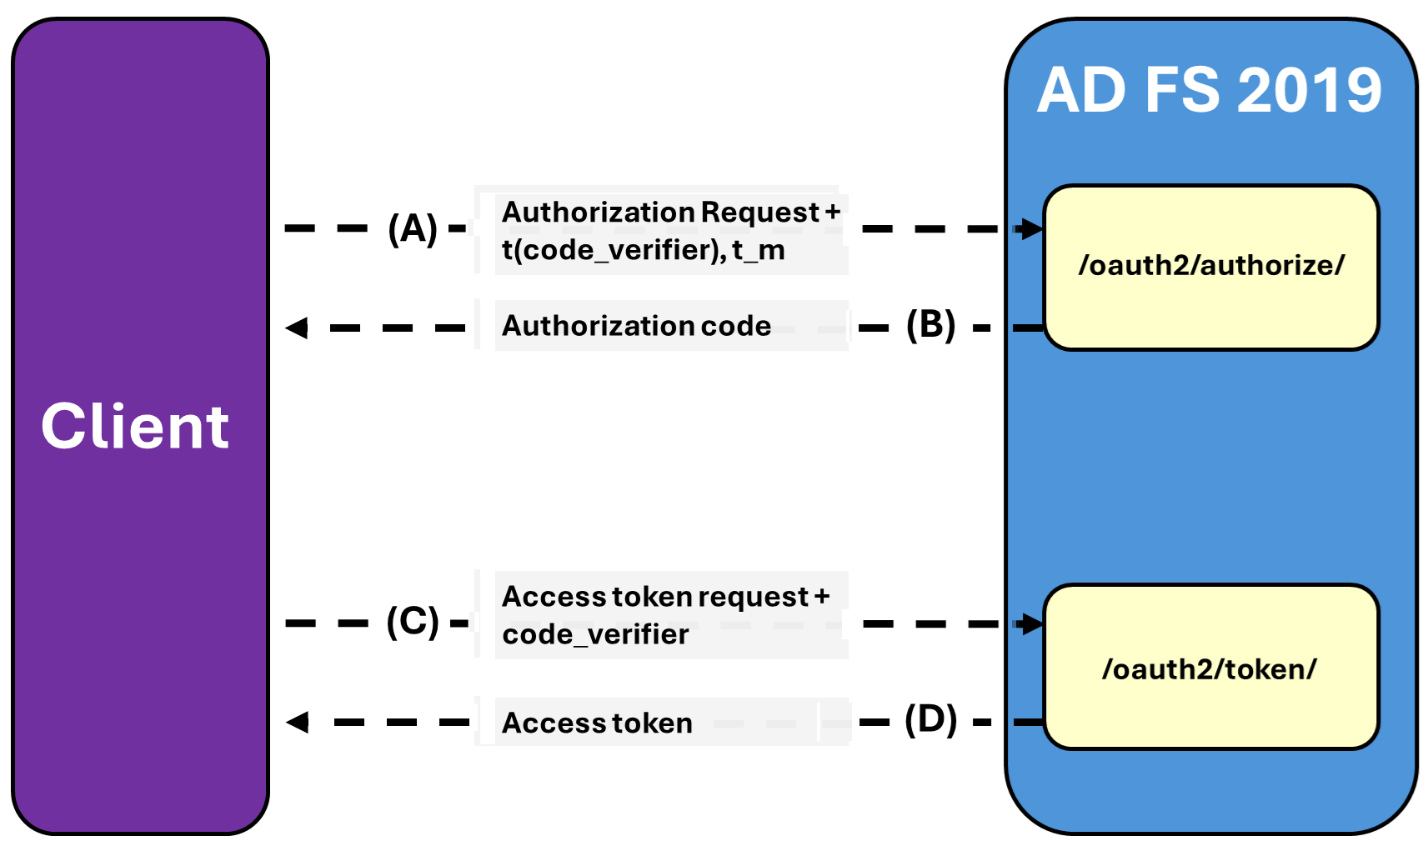 AD FS 2019
(A)
Authorization Request +
t(code_verifier), t_m
/oauth2/authorize/
Authorization code
(B)
Client
(C)
Access token request +
code_verifier
/oauth2/token/
Access token
(D)